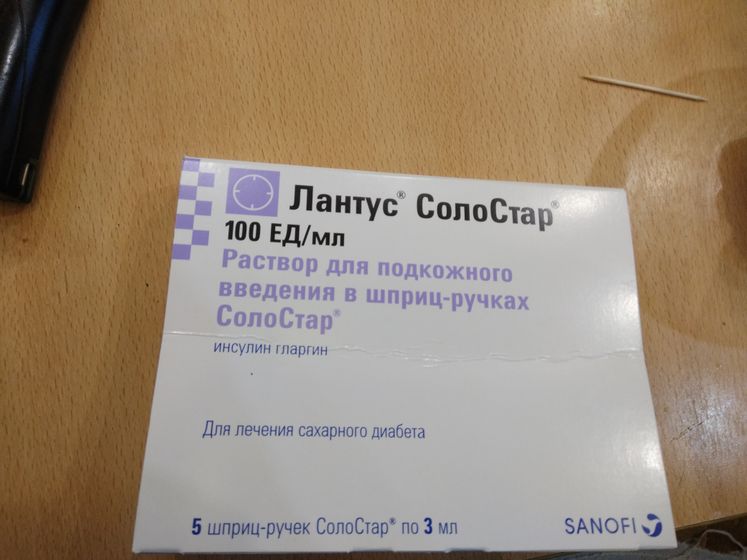 Лантус® СолоСтар®
100 ЕД/мл
Раствор для подкожного
введения в шприц-ручках
СолоСтар®
инсулин гларгин
Для лечения сахарного диабета
5 шприц-ручек СолоСтар® по 3 мл
SANOFI